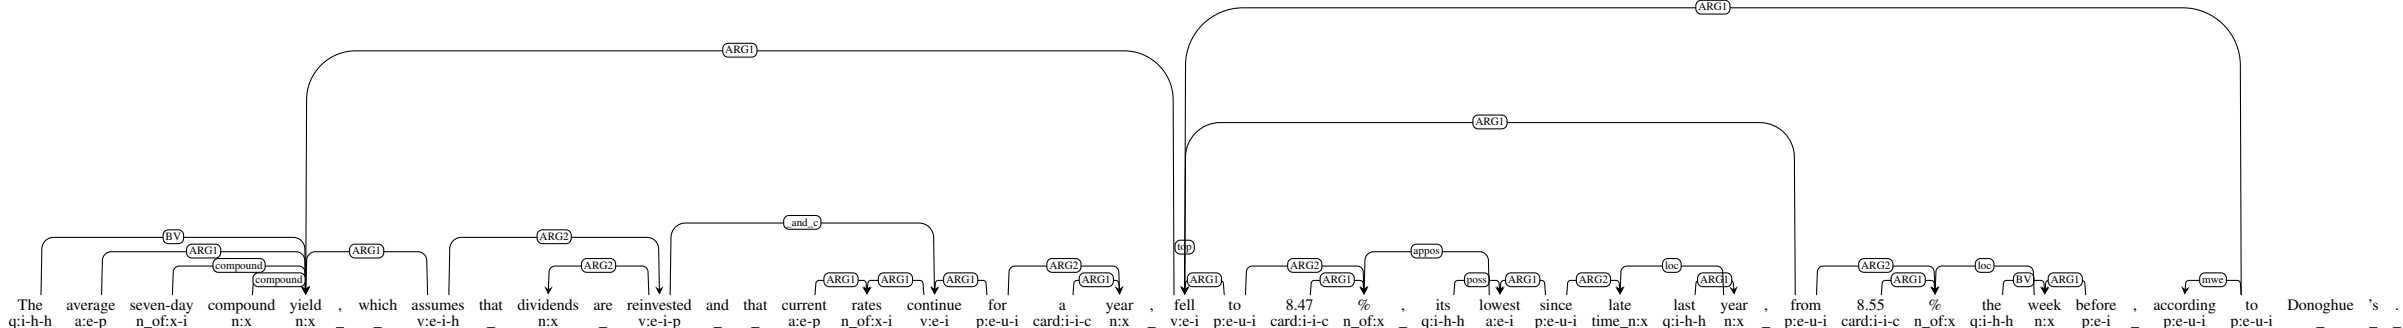 ARG1
ARG1
ARG1
_and_c
BV ARG2 top
ARG1 ARG1 appos
compound ARG2 ARG2 ARG2 loc ARG2 loc
compound ARG1 ARG1 ARG1 ARG1 ARG1 ARG1 poss ARG1 ARG2 ARG1 ARG1 BV ARG1 mwe
The average seven-day compound yield , which assumes that dividends are reinvested and that current rates continue for a year , fell to 8.47 % , its lowest since late last year , from 8.55 % the week before , according to Donoghue 's .
q:i-h-h a:e-p n_of:x-i n:x n:x _ _ v:e-i-h _ n:x _ v:e-i-p _ _ a:e-p n_of:x-i v:e-i p:e-u-i card:i-i-c n:x _ v:e-i p:e-u-i card:i-i-c n_of:x _ q:i-h-h a:e-i p:e-u-i time_n:x q:i-h-h n:x _ p:e-u-i card:i-i-c n_of:x q:i-h-h n:x p:e-i _ p:e-u-i p:e-u-i _ _ _